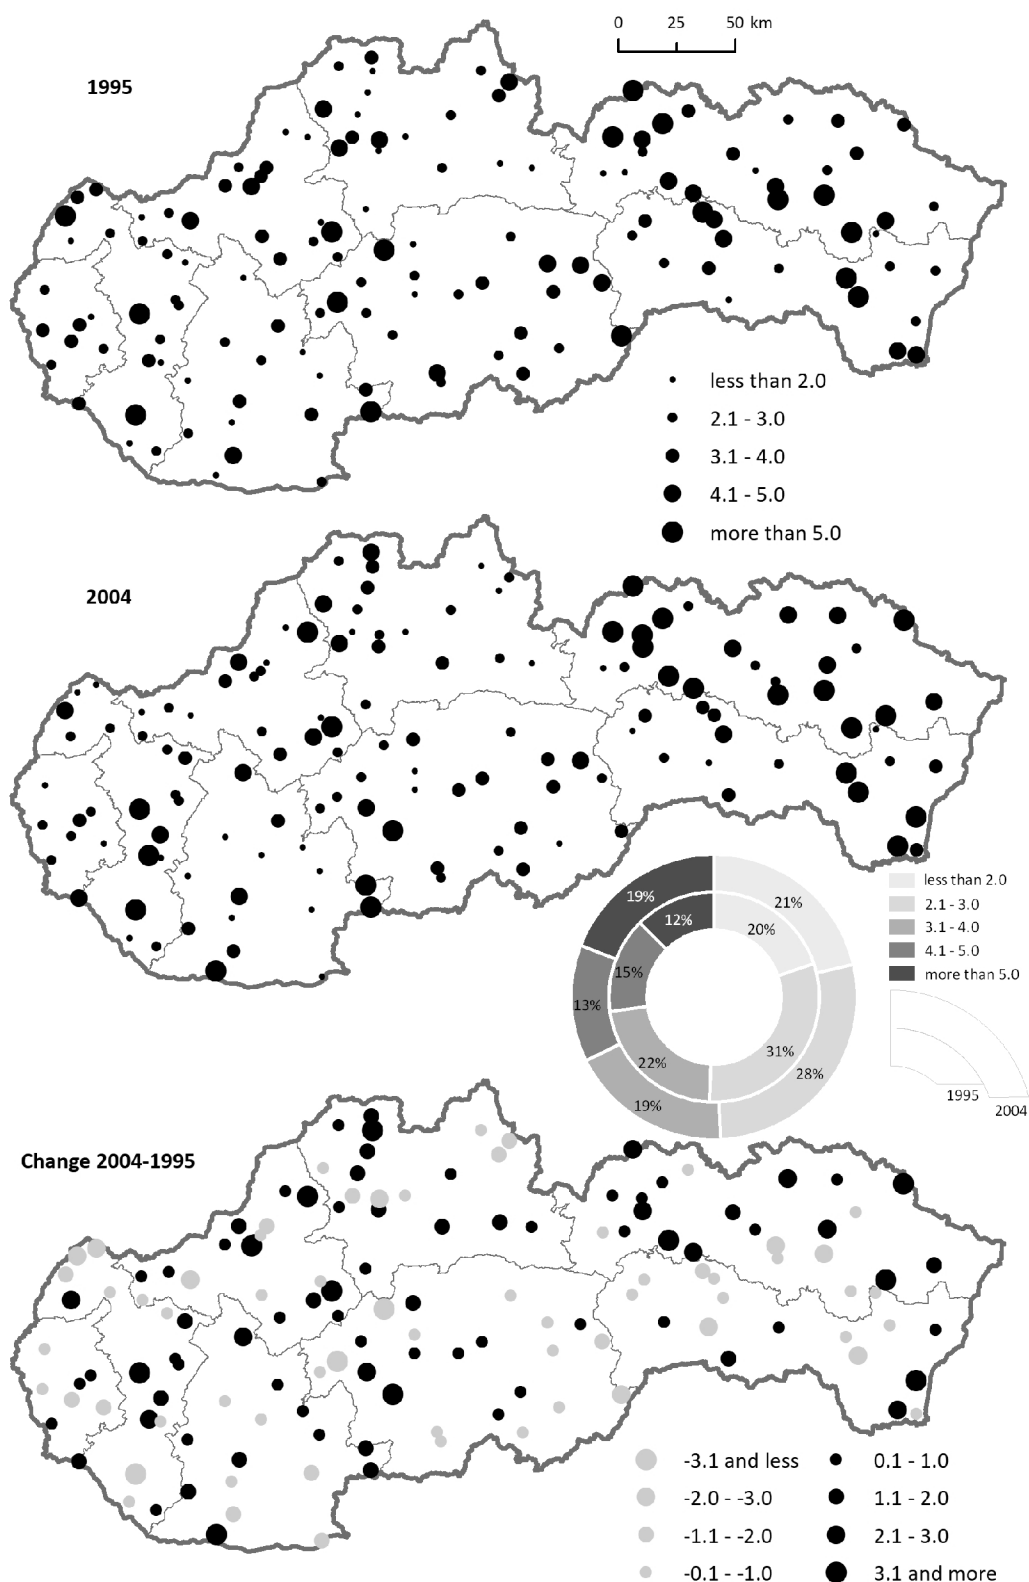 0 25 50 km
1995
less than 2.0
2.1 - 3.0
3.1 - 4.0
4.1 - 5.0
more than 5.0
2004
19%
21%
12%
20%
15%
13%
31%
22%
28%
19%
less than 2.0
2.1 - 3.0
3.1 - 4.0
4.1 - 5.0
more than 5.0
1995
2004
Change 2004-1995
-3.1 and less
-2.0 - -3.0
-1.1 - -2.0
-0.1 - -1.0
0.1 - 1.0
1.1 - 2.0
2.1 - 3.0
3.1 and more